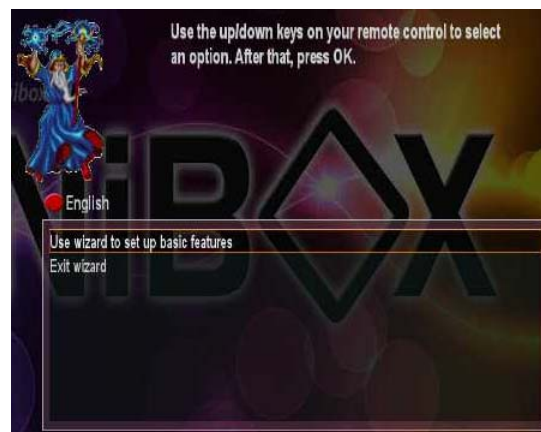 Use the up/down keys on your remote control to select
an option. After that, press OK.
English
Use wizard to set up basic features
Exit wizard